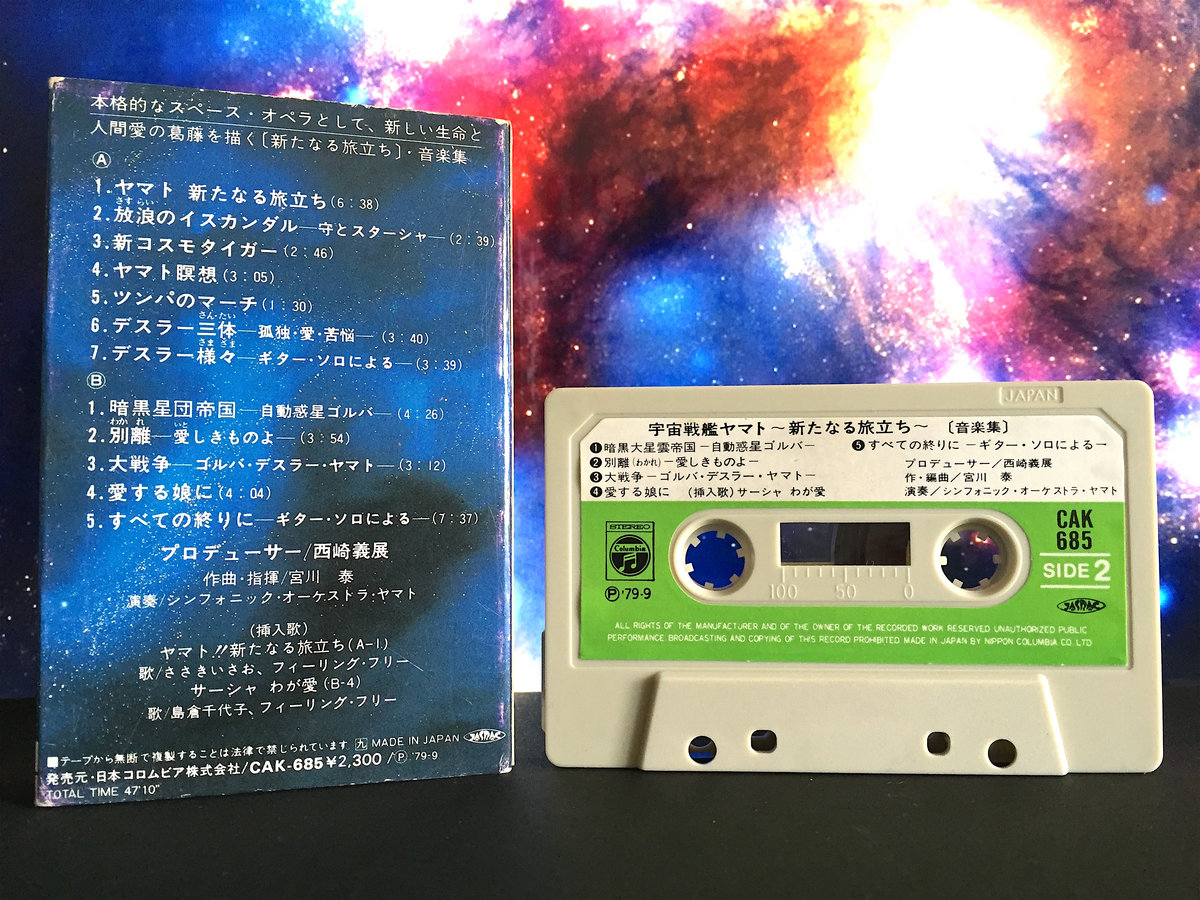 本格的なスペース・オペラとして、新しい生命と
人間愛の葛藤を描く〔新たなる旅立ち〕・音楽集
Ⓐ
1.ヤマト 新たなる旅立ち(6:38)
さすらい
2.放浪のイスカンダル—守とスターシャ—(2:39)
3.新コスモタイガー(2:46)
4.ヤマト瞑想(3:05)
5.ツンパのマーチ(1:30)
さん・たい
6.デスラー三体—孤独・愛・苦悩—(3:40)
さま ざま
7.デスラー様々—ギター・ソロによる—(3:39)
Ⓑ
1.暗黒星団帝国—自動惑星ゴルバ—(4:26)
わかれ いと
2.別離—愛しきものよ—(3:54)
3.大戦争—ゴルバ・デスラー・ヤマト—(3:12)
4.愛する娘に(4:04)
5.すべての終りに—ギター・ソロによる—(7:37)
プロデューサー/西崎義展
作曲・指揮/宮川 泰
演奏/シンフォニック・オーケストラ・ヤマト
(挿入歌)
ヤマト!!新たなる旅立ち(A-1.)
歌/ささきいさお、フィーリング・フリー
サーシャ わが愛(B-4)
歌/島倉千代子、フィーリング・フリー
■テープから無断で複製することは法律で禁じられています 九 MADE IN JAPAN JASRAC
発売元・日本コロムビア株式会社/CAK-685¥2,300/Ⓟ'79-9
TOTAL TIME 47'10"
JAPAN
宇宙戦艦ヤマト～新たなる旅立ち～〔音楽集〕
❶暗黒大星雲帝国−自動惑星ゴルバ−
❷別離(わかれ)−愛しきものよ−
❸大戦争−ゴルバ・デスラー・ヤマト−
❹愛する娘に (挿入歌)サーシャ わが愛
❺すべての終りに−ギター・ソロによる−
プロデューサー/西崎義展
作・編曲/宮川 泰
演奏/シンフォニック・オーケストラ・ヤマト
STEREO
Columbia
Ⓟ'79-9
100 50 0
CAK
685
SIDE 2
JASRAC
ALL RIGHTS OF THE MANUFACTURER AND OF THE OWNER OF THE RECORDED WORK RESERVED. UNAUTHORIZED PUBLIC
PERFORMANCE. BROADCASTING AND COPYING OF THIS RECORD PROHIBITED MADE IN JAPAN BY NIPPON COLUMBIA CO. LTD